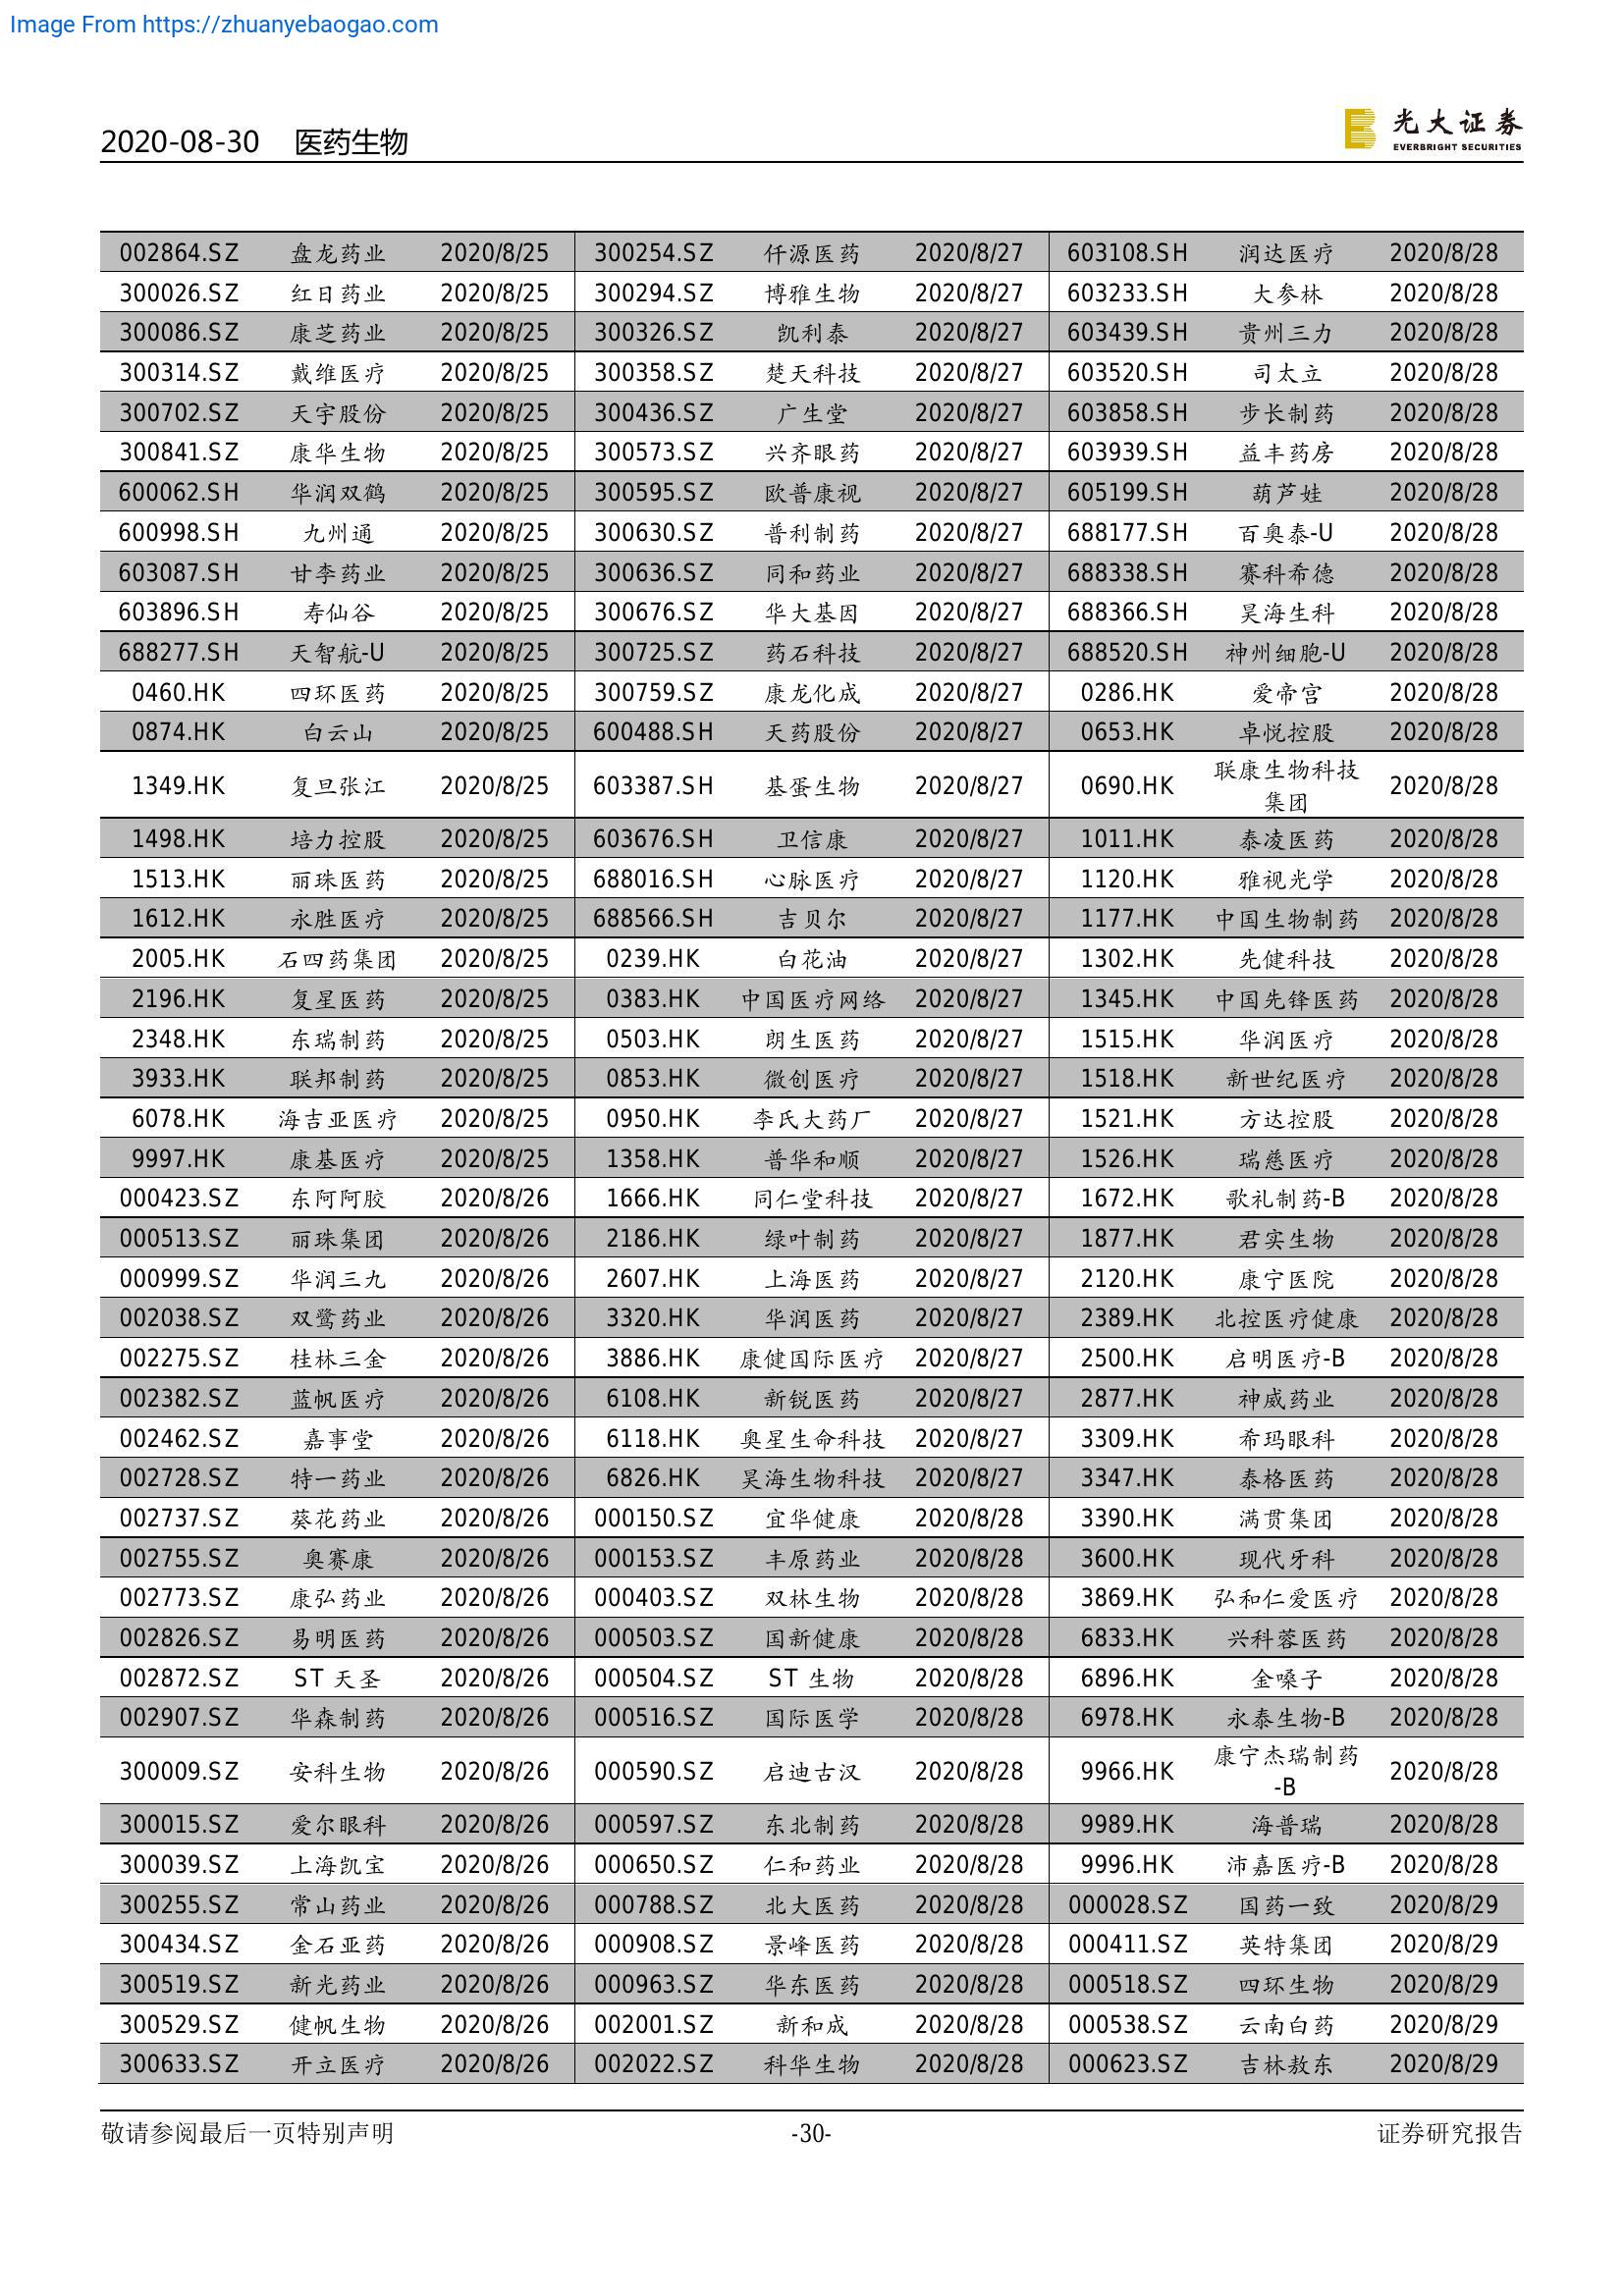 Image From https://zhuanyebaogao.com
2020-08-30 医药生物
光大证券
EVERBRIGHT SECURITIES
002864.SZ 盘龙药业 2020/8/25 300254.SZ 仟源医药 2020/8/27 603108.SH 润达医疗 2020/8/28
300026.SZ 红日药业 2020/8/25 300294.SZ 博雅生物 2020/8/27 603233.SH 大参林 2020/8/28
300086.SZ 康芝药业 2020/8/25 300326.SZ 凯利泰 2020/8/27 603439.SH 贵州三力 2020/8/28
300314.SZ 戴维医疗 2020/8/25 300358.SZ 楚天科技 2020/8/27 603520.SH 司太立 2020/8/28
300702.SZ 天宇股份 2020/8/25 300436.SZ 广生堂 2020/8/27 603858.SH 步长制药 2020/8/28
300841.SZ 康华生物 2020/8/25 300573.SZ 兴齐眼药 2020/8/27 603939.SH 益丰药房 2020/8/28
600062.SH 华润双鹤 2020/8/25 300595.SZ 欧普康视 2020/8/27 605199.SH 葫芦娃 2020/8/28
600998.SH 九州通 2020/8/25 300630.SZ 普利制药 2020/8/27 688177.SH 百奥泰-U 2020/8/28
603087.SH 甘李药业 2020/8/25 300636.SZ 同和药业 2020/8/27 688338.SH 赛科希德 2020/8/28
603896.SH 寿仙谷 2020/8/25 300676.SZ 华大基因 2020/8/27 688366.SH 昊海生科 2020/8/28
688277.SH 天智航-U 2020/8/25 300725.SZ 药石科技 2020/8/27 688520.SH 神州细胞-U 2020/8/28
0460.HK 四环医药 2020/8/25 300759.SZ 康龙化成 2020/8/27 0286.HK 爱帝宫 2020/8/28
0874.HK 白云山 2020/8/25 600488.SH 天药股份 2020/8/27 0653.HK 卓悦控股 2020/8/28
1349.HK 复旦张江 2020/8/25 603387.SH 基蛋生物 2020/8/27 0690.HK 联康生物科技 2020/8/28
集团
1498.HK 培力控股 2020/8/25 603676.SH 卫信康 2020/8/27 1011.HK 泰凌医药 2020/8/28
1513.HK 丽珠医药 2020/8/25 688016.SH 心脉医疗 2020/8/27 1120.HK 雅视光学 2020/8/28
1612.HK 永胜医疗 2020/8/25 688566.SH 吉贝尔 2020/8/27 1177.HK 中国生物制药 2020/8/28
2005.HK 石四药集团 2020/8/25 0239.HK 白花油 2020/8/27 1302.HK 先健科技 2020/8/28
2196.HK 复星医药 2020/8/25 0383.HK 中国医疗网络 2020/8/27 1345.HK 中国先锋医药 2020/8/28
2348.HK 东瑞制药 2020/8/25 0503.HK 朗生医药 2020/8/27 1515.HK 华润医疗 2020/8/28
3933.HK 联邦制药 2020/8/25 0853.HK 微创医疗 2020/8/27 1518.HK 新世纪医疗 2020/8/28
6078.HK 海吉亚医疗 2020/8/25 0950.HK 李氏大药厂 2020/8/27 1521.HK 方达控股 2020/8/28
9997.HK 康基医疗 2020/8/25 1358.HK 普华和顺 2020/8/27 1526.HK 瑞慈医疗 2020/8/28
000423.SZ 东阿阿胶 2020/8/26 1666.HK 同仁堂科技 2020/8/27 1672.HK 歌礼制药-B 2020/8/28
000513.SZ 丽珠集团 2020/8/26 2186.HK 绿叶制药 2020/8/27 1877.HK 君实生物 2020/8/28
000999.SZ 华润三九 2020/8/26 2607.HK 上海医药 2020/8/27 2120.HK 康宁医院 2020/8/28
002038.SZ 双鹭药业 2020/8/26 3320.HK 华润医药 2020/8/27 2389.HK 北控医疗健康 2020/8/28
002275.SZ 桂林三金 2020/8/26 3886.HK 康健国际医疗 2020/8/27 2500.HK 启明医疗-B 2020/8/28
002382.SZ 蓝帆医疗 2020/8/26 6108.HK 新锐医药 2020/8/27 2877.HK 神威药业 2020/8/28
002462.SZ 嘉事堂 2020/8/26 6118.HK 奥星生命科技 2020/8/27 3309.HK 希玛眼科 2020/8/28
002728.SZ 特一药业 2020/8/26 6826.HK 昊海生物科技 2020/8/27 3347.HK 泰格医药 2020/8/28
002737.SZ 葵花药业 2020/8/26 000150.SZ 宜华健康 2020/8/28 3390.HK 满贯集团 2020/8/28
002755.SZ 奥赛康 2020/8/26 000153.SZ 丰原药业 2020/8/28 3600.HK 现代牙科 2020/8/28
002773.SZ 康弘药业 2020/8/26 000403.SZ 双林生物 2020/8/28 3869.HK 弘和仁爱医疗 2020/8/28
002826.SZ 易明医药 2020/8/26 000503.SZ 国新健康 2020/8/28 6833.HK 兴科蓉医药 2020/8/28
002872.SZ ST 天圣 2020/8/26 000504.SZ ST 生物 2020/8/28 6896.HK 金嗓子 2020/8/28
002907.SZ 华森制药 2020/8/26 000516.SZ 国际医学 2020/8/28 6978.HK 永泰生物-B 2020/8/28
300009.SZ 安科生物 2020/8/26 000590.SZ 启迪古汉 2020/8/28 9966.HK 康宁杰瑞制药 2020/8/28
-B
300015.SZ 爱尔眼科 2020/8/26 000597.SZ 东北制药 2020/8/28 9989.HK 海普瑞 2020/8/28
300039.SZ 上海凯宝 2020/8/26 000650.SZ 仁和药业 2020/8/28 9996.HK 沛嘉医疗-B 2020/8/28
300255.SZ 常山药业 2020/8/26 000788.SZ 北大医药 2020/8/28 000028.SZ 国药一致 2020/8/29
300434.SZ 金石亚药 2020/8/26 000908.SZ 景峰医药 2020/8/28 000411.SZ 英特集团 2020/8/29
300519.SZ 新光药业 2020/8/26 000963.SZ 华东医药 2020/8/28 000518.SZ 四环生物 2020/8/29
300529.SZ 健帆生物 2020/8/26 002001.SZ 新和成 2020/8/28 000538.SZ 云南白药 2020/8/29
300633.SZ 开立医疗 2020/8/26 002022.SZ 科华生物 2020/8/28 000623.SZ 吉林敖东 2020/8/29
敬请参阅最后一页特别声明 -30- 证券研究报告